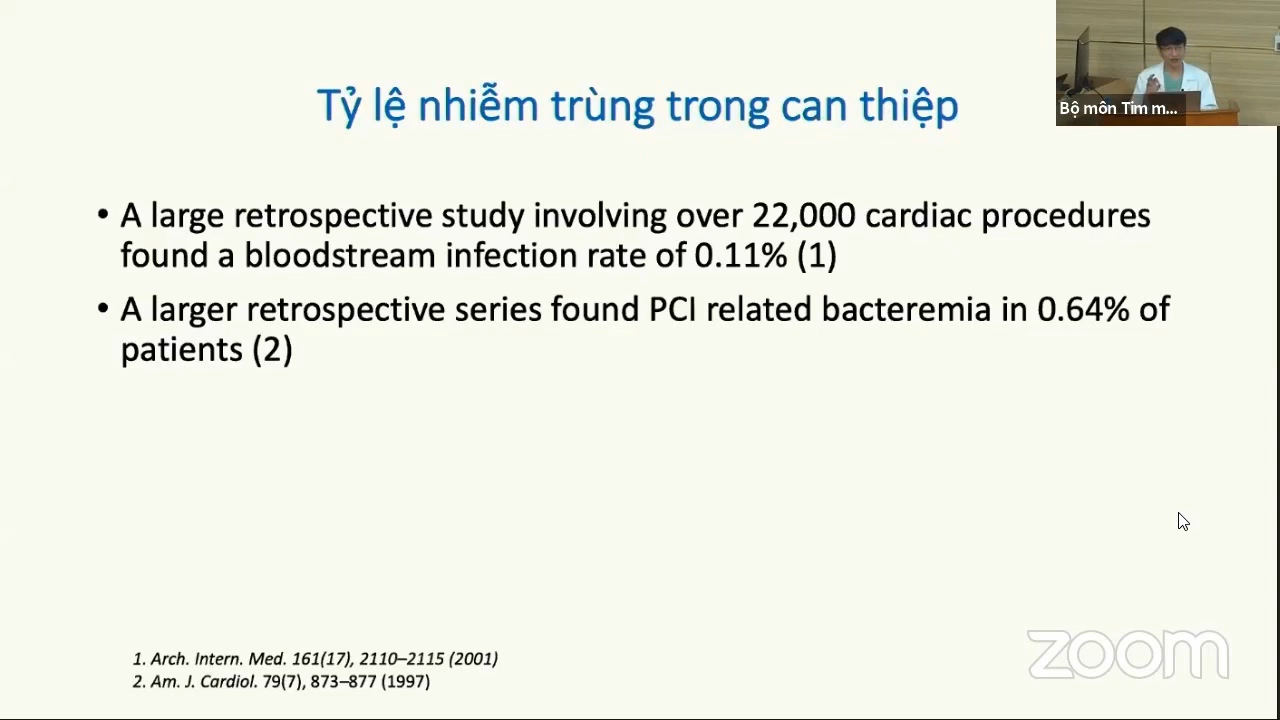 Tỷ lệ nhiễm trùng trong can thiệp
Bộ môn Tim m...
• A large retrospective study involving over 22,000 cardiac procedures
found a bloodstream infection rate of 0.11% (1)
• A larger retrospective series found PCI related bacteremia in 0.64% of
patients (2)
1. Arch. Intern. Med. 161(17), 2110–2115 (2001)
2. Am. J. Cardiol. 79(7), 873–877 (1997)
zoom